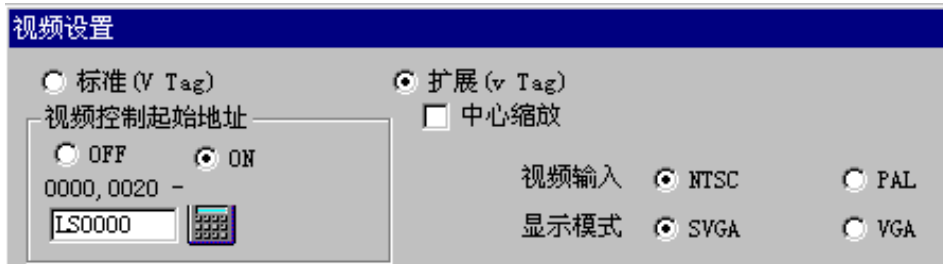 视频设置
标准(V Tag) 扩展(v Tag)
视频控制起始地址 中心缩放
OFF ON
0000,0020 -
视频输入 NTSC PAL
LS0000
显示模式 SVGA VGA